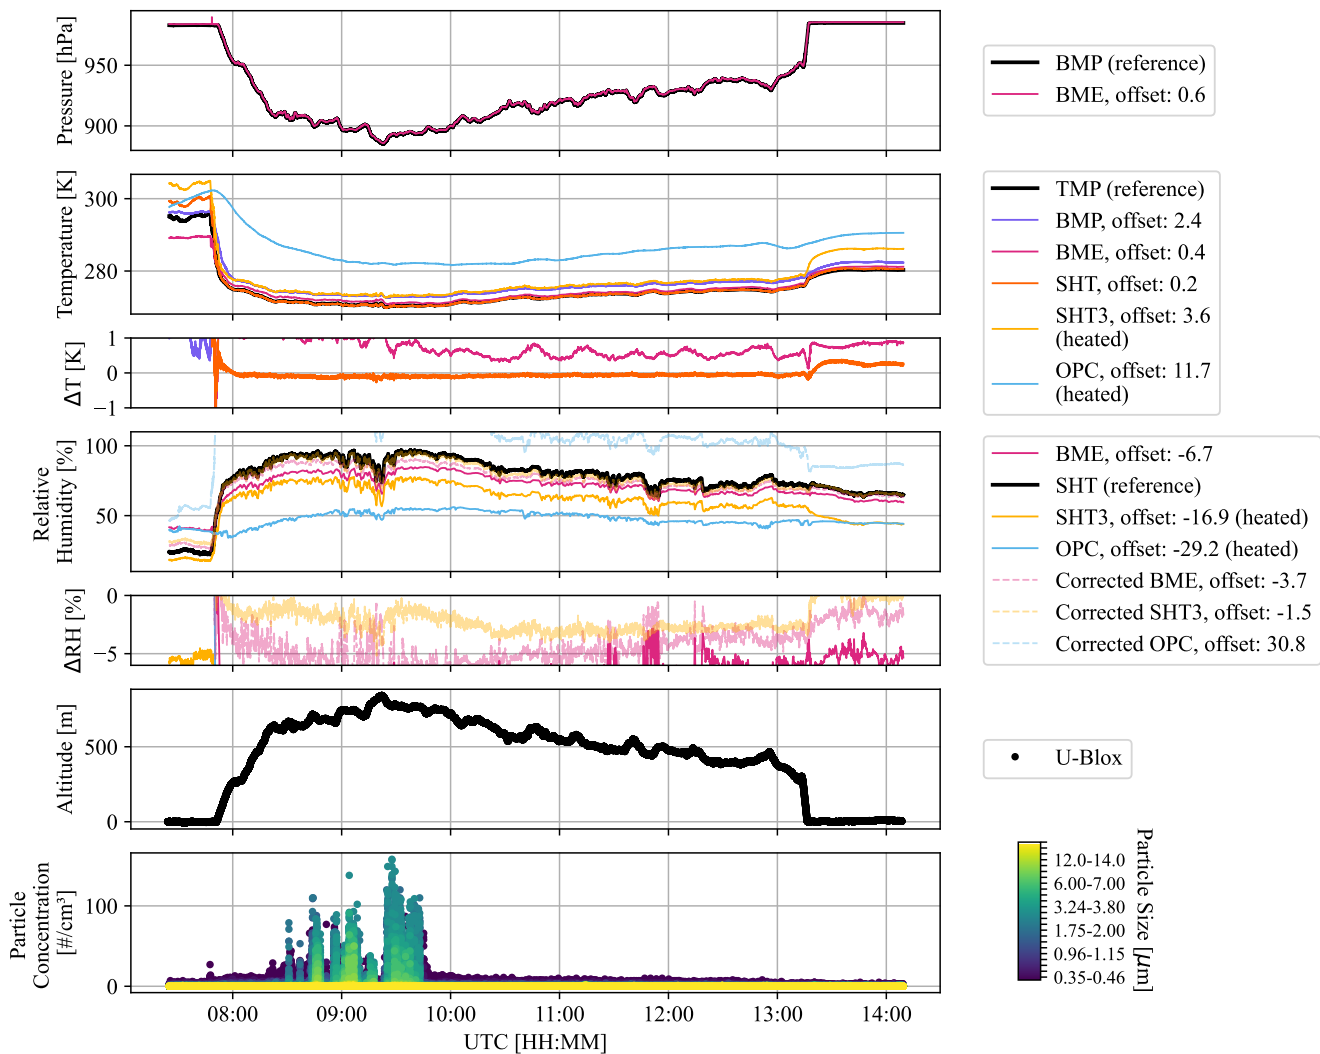 Pressure [hPa]
950
900
BMP (reference)
BME, offset: 0.6
Temperature [K]
300
280
TMP (reference)
BMP, offset: 2.4
BME, offset: 0.4
SHT, offset: 0.2
SHT3, offset: 3.6
(heated)
OPC, offset: 11.7
(heated)
ΔT [K]
1
0
−1
Relative
Humidity [%]
100
50
BME, offset: -6.7
SHT (reference)
SHT3, offset: -16.9 (heated)
OPC, offset: -29.2 (heated)
Corrected BME, offset: -3.7
Corrected SHT3, offset: -1.5
Corrected OPC, offset: 30.8
ΔRH [%]
0
−5
Altitude [m]
500
0
U-Blox
Particle
Concentration
[#/cm³]
100
0
08:00 09:00 10:00 11:00 12:00 13:00 14:00
UTC [HH:MM]
12.0-14.0
6.00-7.00
3.24-3.80
1.75-2.00
0.96-1.15
0.35-0.46
Particle Size [μm]